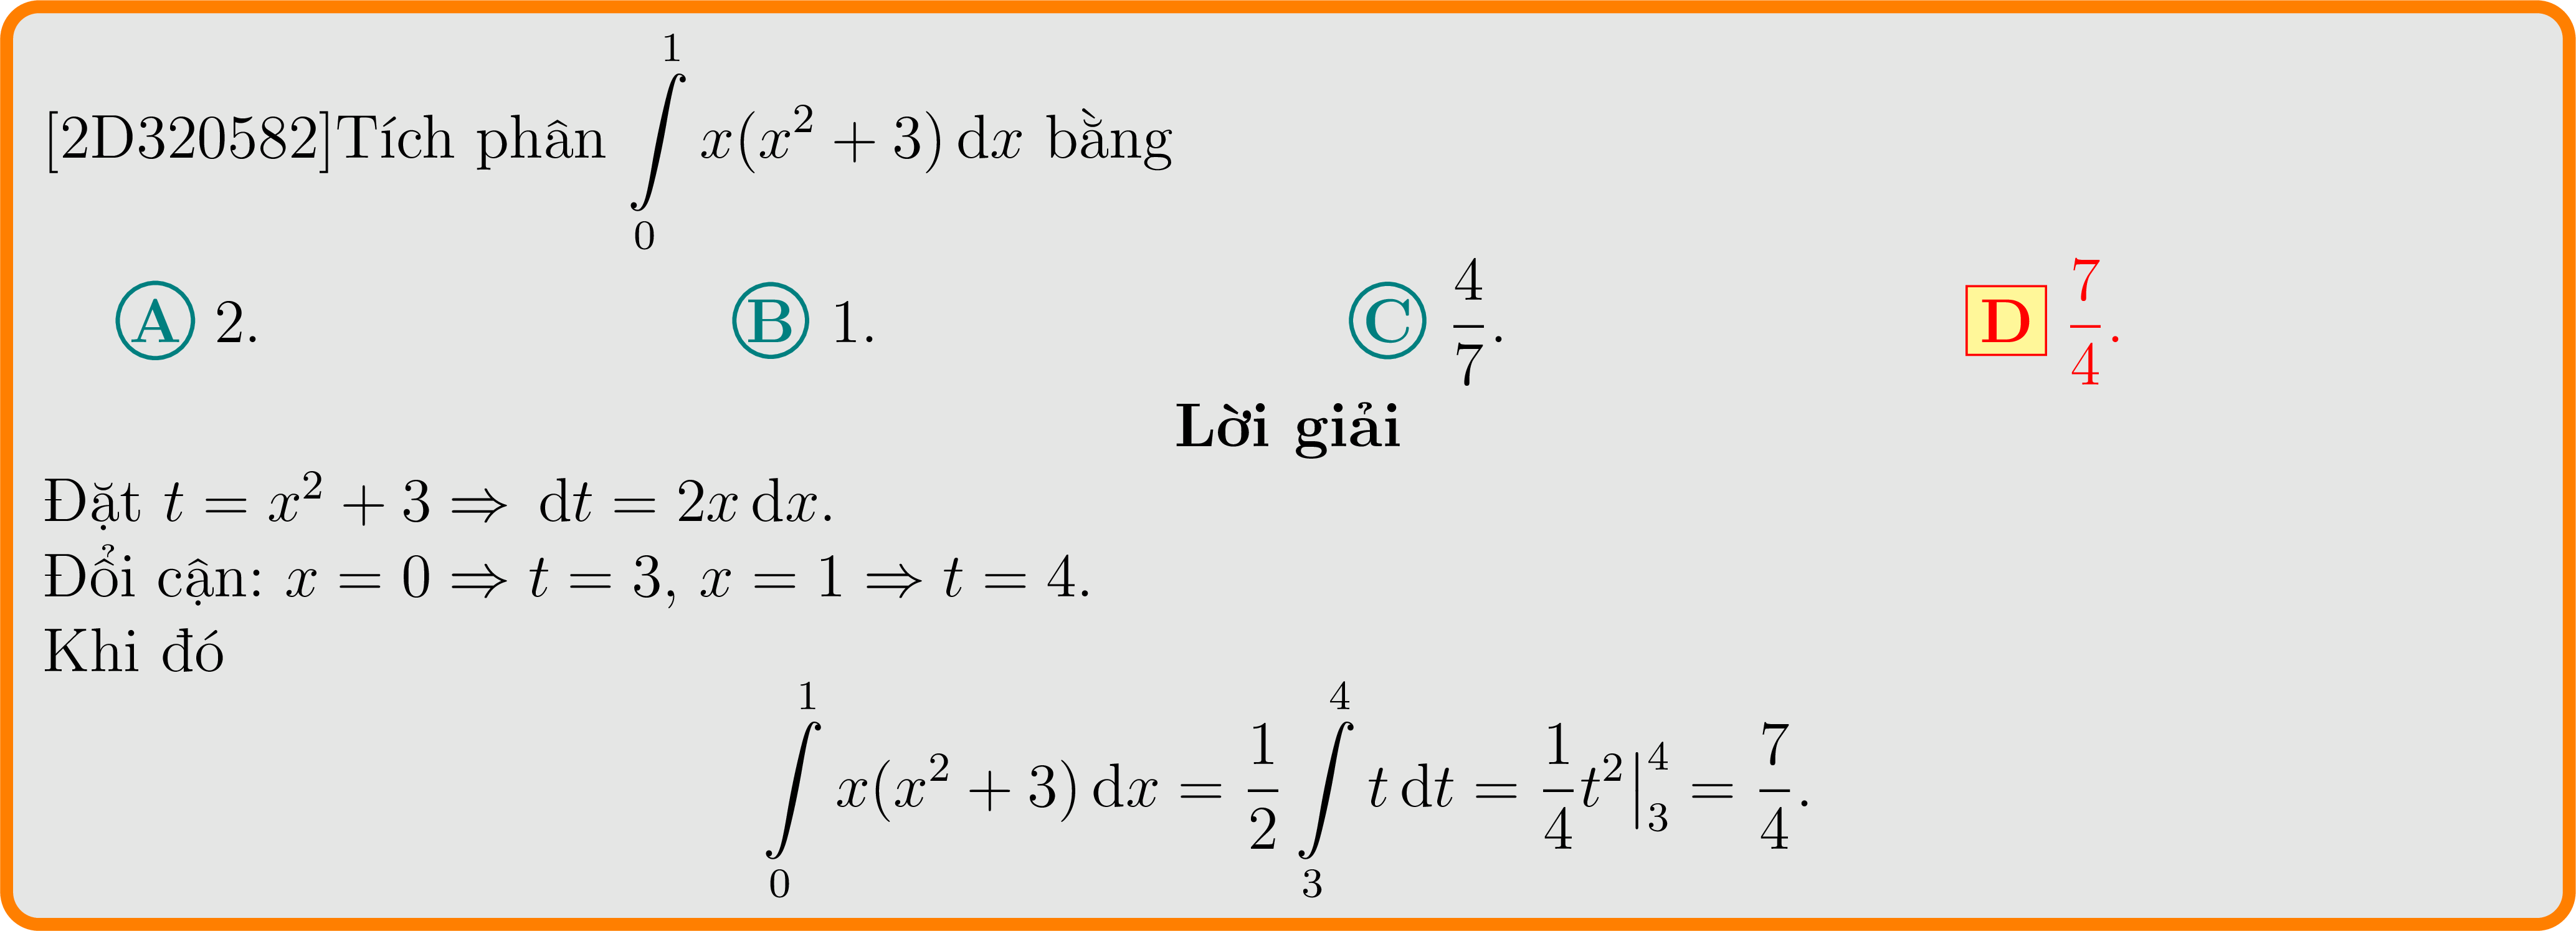 [2D320582]Tích phân $\int\limits_0^1 x(x^2+3)\,\mathrm{d}x$ bằng
A 2. B 1. C $\frac{4}{7}$. D $\frac{7}{4}$.
Lời giải
Đặt $t = x^2 + 3 \Rightarrow \mathrm{d}t = 2x\,\mathrm{d}x$.
Đổi cận: $x = 0 \Rightarrow t = 3$, $x = 1 \Rightarrow t = 4$.
Khi đó
$\int\limits_0^1 x(x^2+3)\,\mathrm{d}x = \frac{1}{2}\int\limits_3^4 t\,\mathrm{d}t = \frac{1}{4}t^2\Big|_3^4 = \frac{7}{4}.$